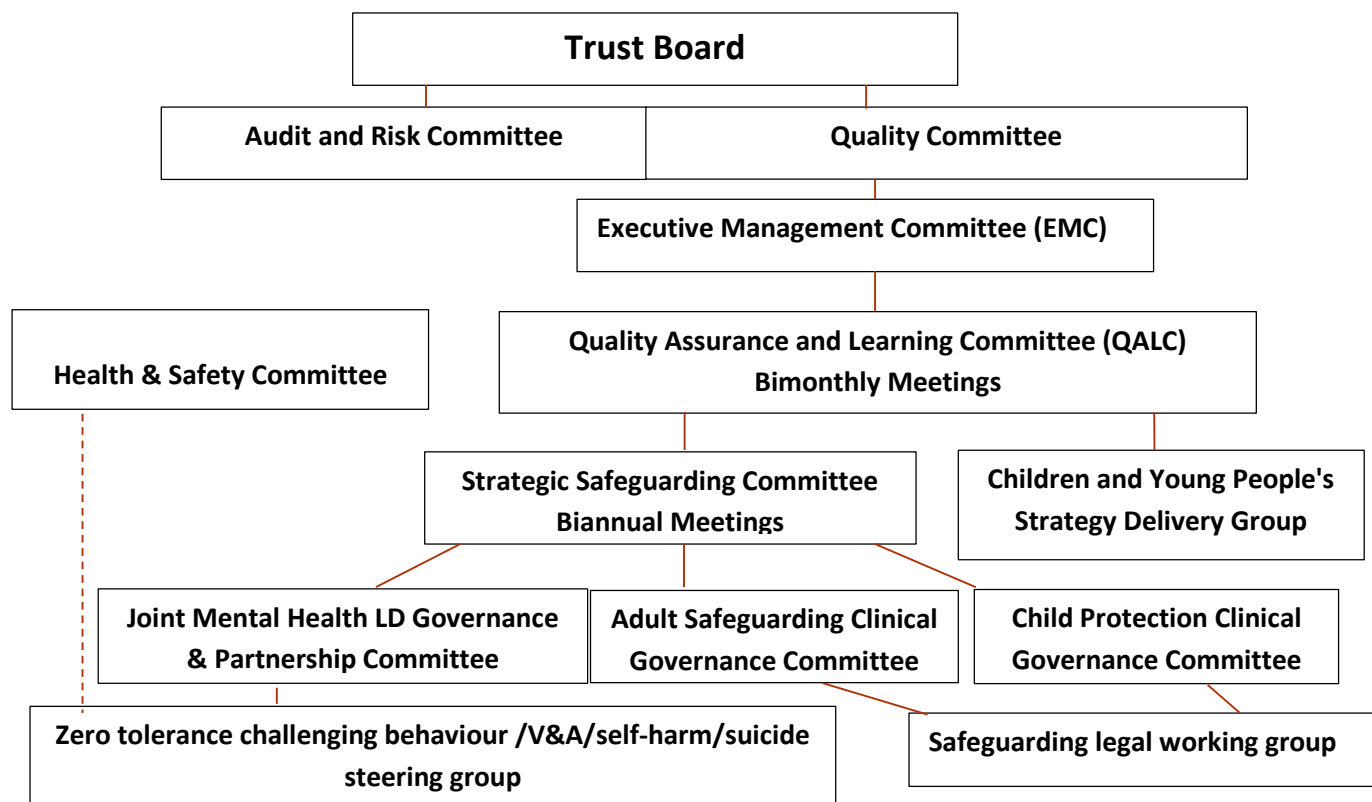 Trust Board
Audit and Risk Committee
Quality Committee
Executive Management Committee (EMC)
Health & Safety Committee
Quality Assurance and Learning Committee (QALC)
Bimonthly Meetings
Strategic Safeguarding Committee
Biannual Meetings
Children and Young People's
Strategy Delivery Group
Joint Mental Health LD Governance
& Partnership Committee
Adult Safeguarding Clinical
Governance Committee
Child Protection Clinical
Governance Committee
Zero tolerance challenging behaviour /V&A/self-harm/suicide
steering group
Safeguarding legal working group